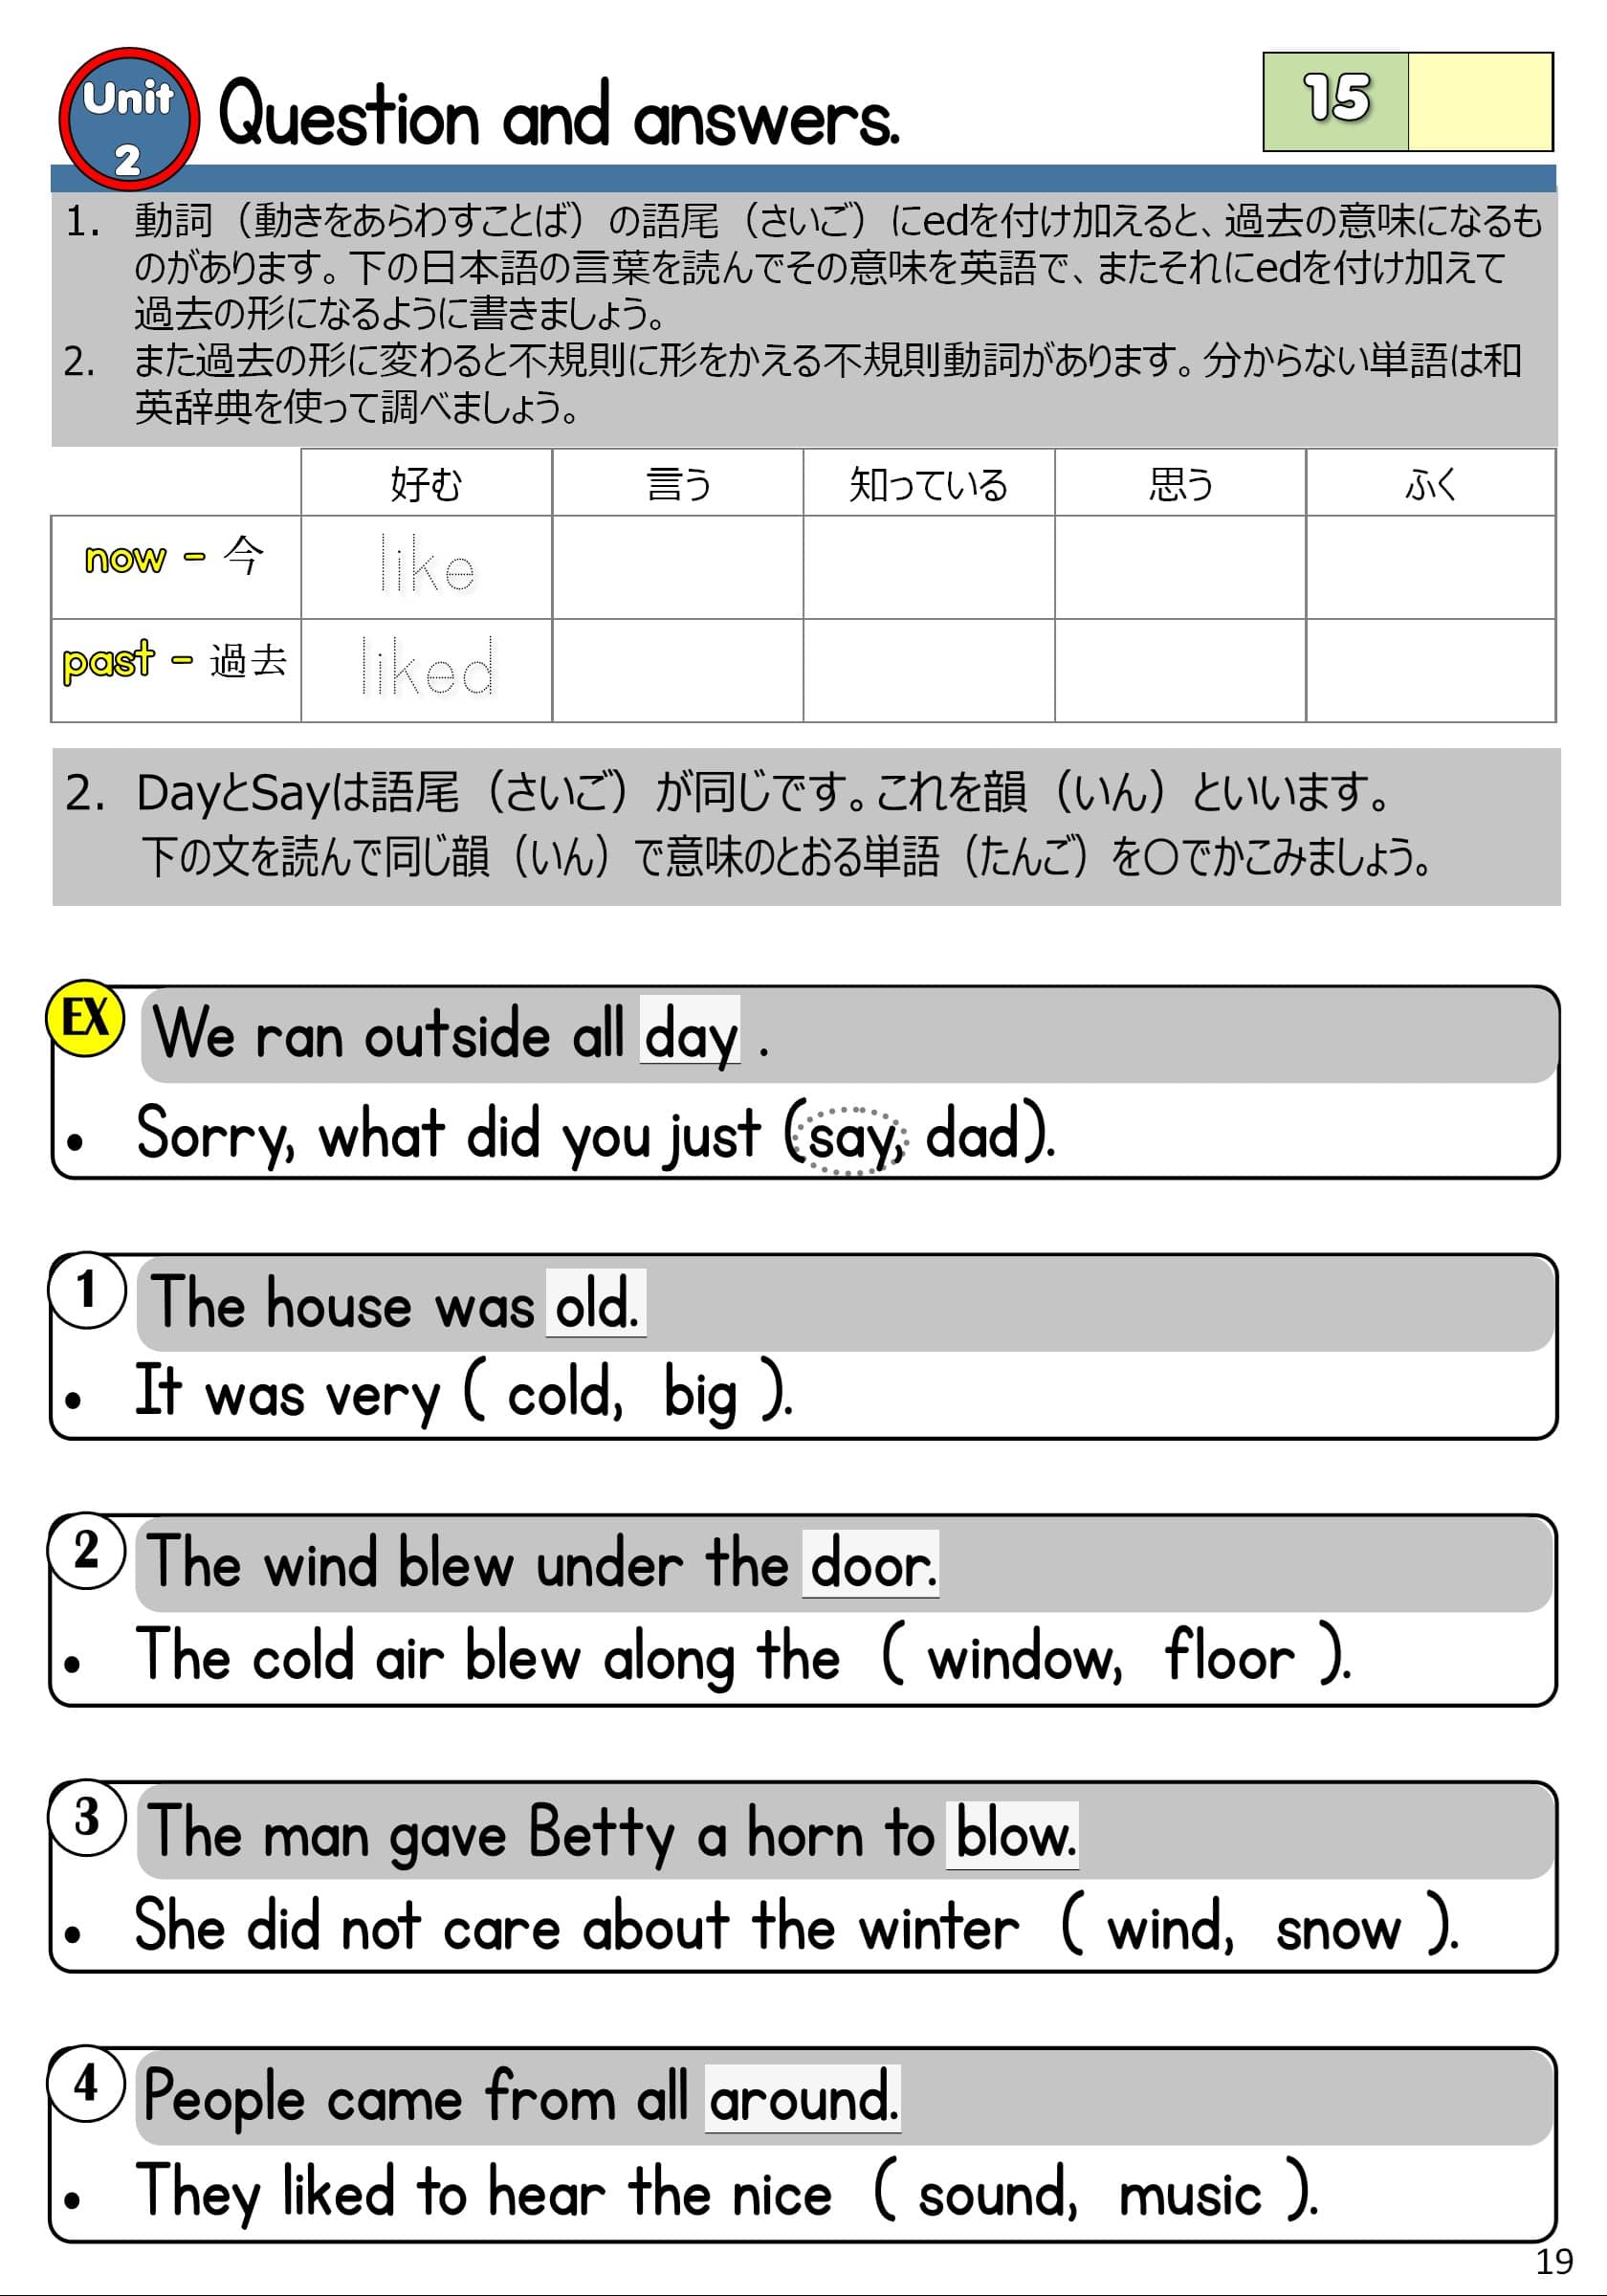 Unit
2
Question and answers.
15
1. 動詞（動きをあらわすことば）の語尾（さいご）にedを付け加えると、過去の意味になるも
のがあります。下の日本語の言葉を読んでその意味を英語で、またそれにedを付け加えて
過去の形になるように書きましょう。
2. また過去の形に変わると不規則に形をかえる不規則動詞があります。分からない単語は和
英辞典を使って調べましょう。
好む 言う 知っている 思う ふく
now - 今 like
past - 過去 liked
2. DayとSayは語尾（さいご）が同じです。これを韻（いん）といいます。
下の文を読んで同じ韻（いん）で意味のとおる単語（たんご）を〇でかこみましょう。
EX We ran outside all day .
• Sorry, what did you just (say, dad).
1 The house was old.
• It was very ( cold, big ).
2 The wind blew under the door.
• The cold air blew along the ( window, floor ).
3 The man gave Betty a horn to blow.
• She did not care about the winter ( wind, snow ).
4 People came from all around.
• They liked to hear the nice ( sound, music ).
19